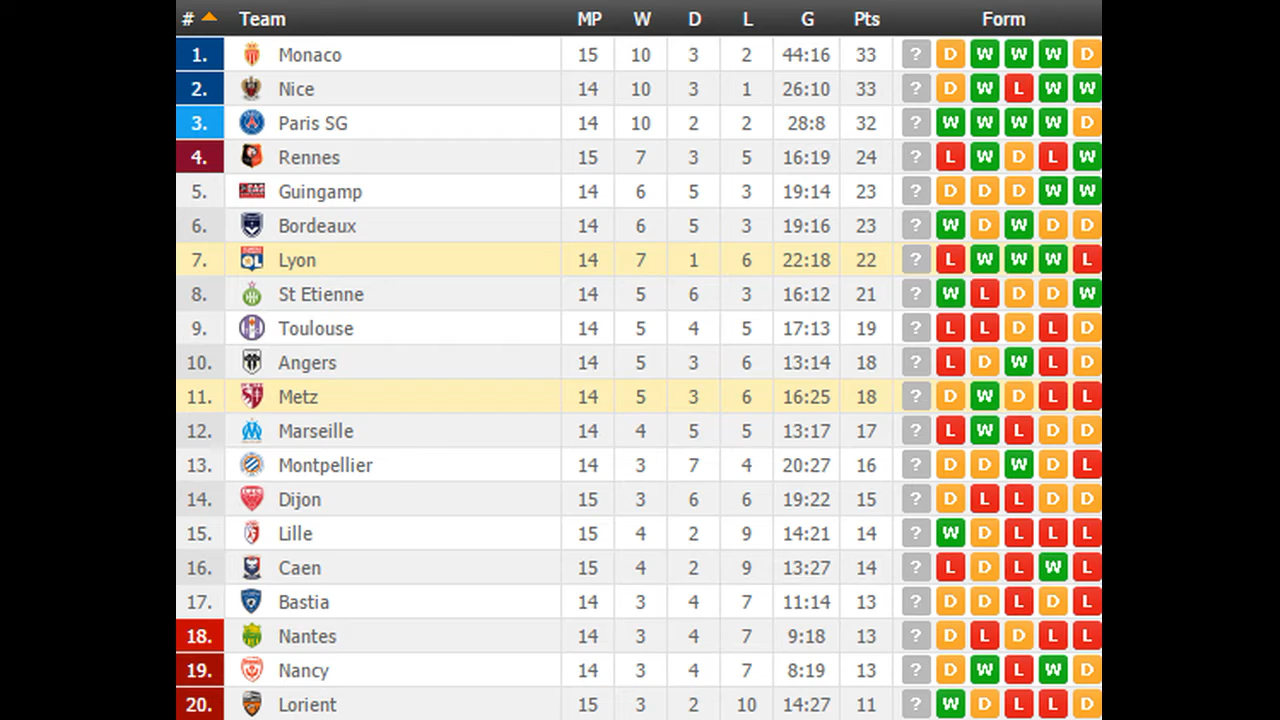 # Team MP W D L G Pts Form
1. Monaco 15 10 3 2 44:16 33 ? D W W W D
2. Nice 14 10 3 1 26:10 33 ? D W L W W
3. Paris SG 14 10 2 2 28:8 32 ? W W W W D
4. Rennes 15 7 3 5 16:19 24 ? L W D L W
5. Guingamp 14 6 5 3 19:14 23 ? D D D W W
6. Bordeaux 14 6 5 3 19:16 23 ? W D W D D
7. Lyon 14 7 1 6 22:18 22 ? L W W W L
8. St Etienne 14 5 6 3 16:12 21 ? W L D D W
9. Toulouse 14 5 4 5 17:13 19 ? L L D L D
10. Angers 14 5 3 6 13:14 18 ? L D W L D
11. Metz 14 5 3 6 16:25 18 ? D W D L L
12. Marseille 14 4 5 5 13:17 17 ? L W L D D
13. Montpellier 14 3 7 4 20:27 16 ? D D W D L
14. Dijon 15 3 6 6 19:22 15 ? D L L D D
15. Lille 15 4 2 9 14:21 14 ? W D L L L
16. Caen 15 4 2 9 13:27 14 ? L D L W L
17. Bastia 14 3 4 7 11:14 13 ? D D L D L
18. Nantes 14 3 4 7 9:18 13 ? D L D L L
19. Nancy 14 3 4 7 8:19 13 ? D W L W D
20. Lorient 15 3 2 10 14:27 11 ? W D L L D